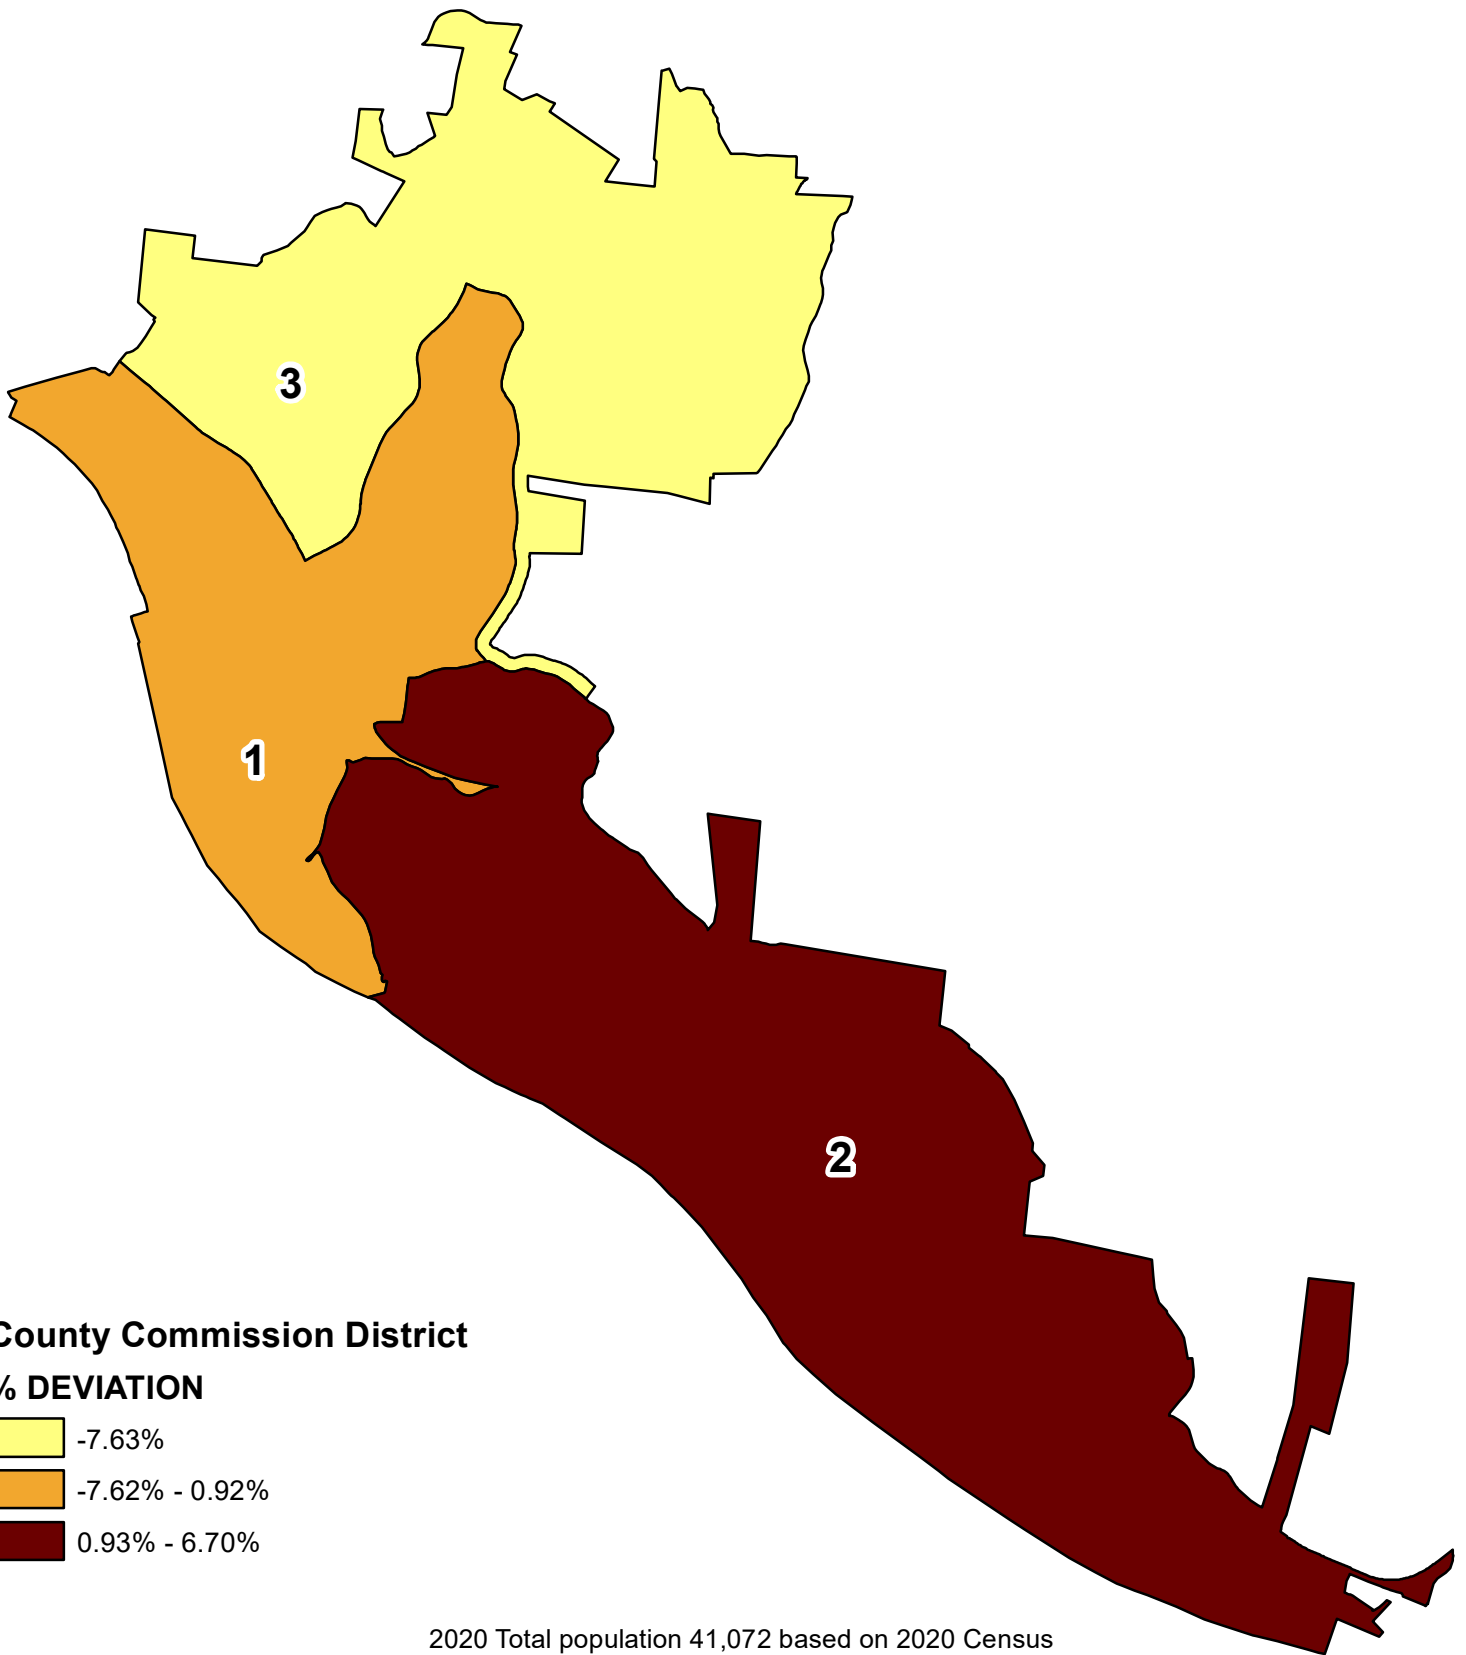 3
1
2
County Commission District
% DEVIATION
-7.63%
-7.62% - 0.92%
0.93% - 6.70%
2020 Total population 41,072 based on 2020 Census